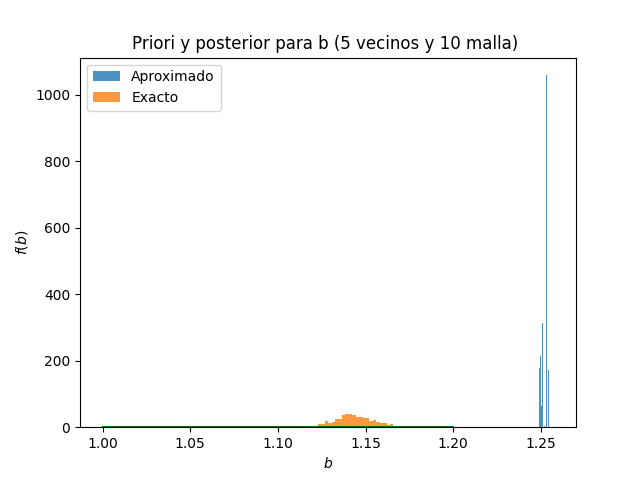 Priori y posterior para b (5 vecinos y 10 malla)
Aproximado
Exacto
1000
800
600
400
200
0
f(b)
1.00 1.05 1.10 1.15 1.20 1.25
b